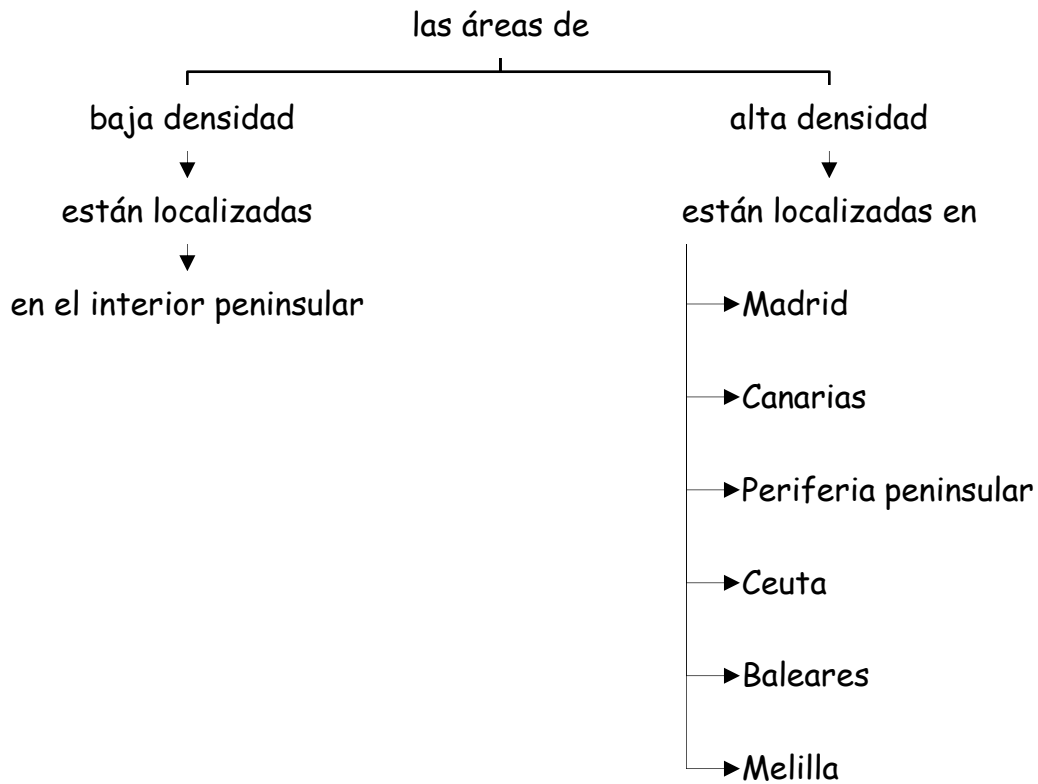 las áreas de
baja densidad
alta densidad
están localizadas
están localizadas en
en el interior peninsular
Madrid
Canarias
Periferia peninsular
Ceuta
Baleares
Melilla